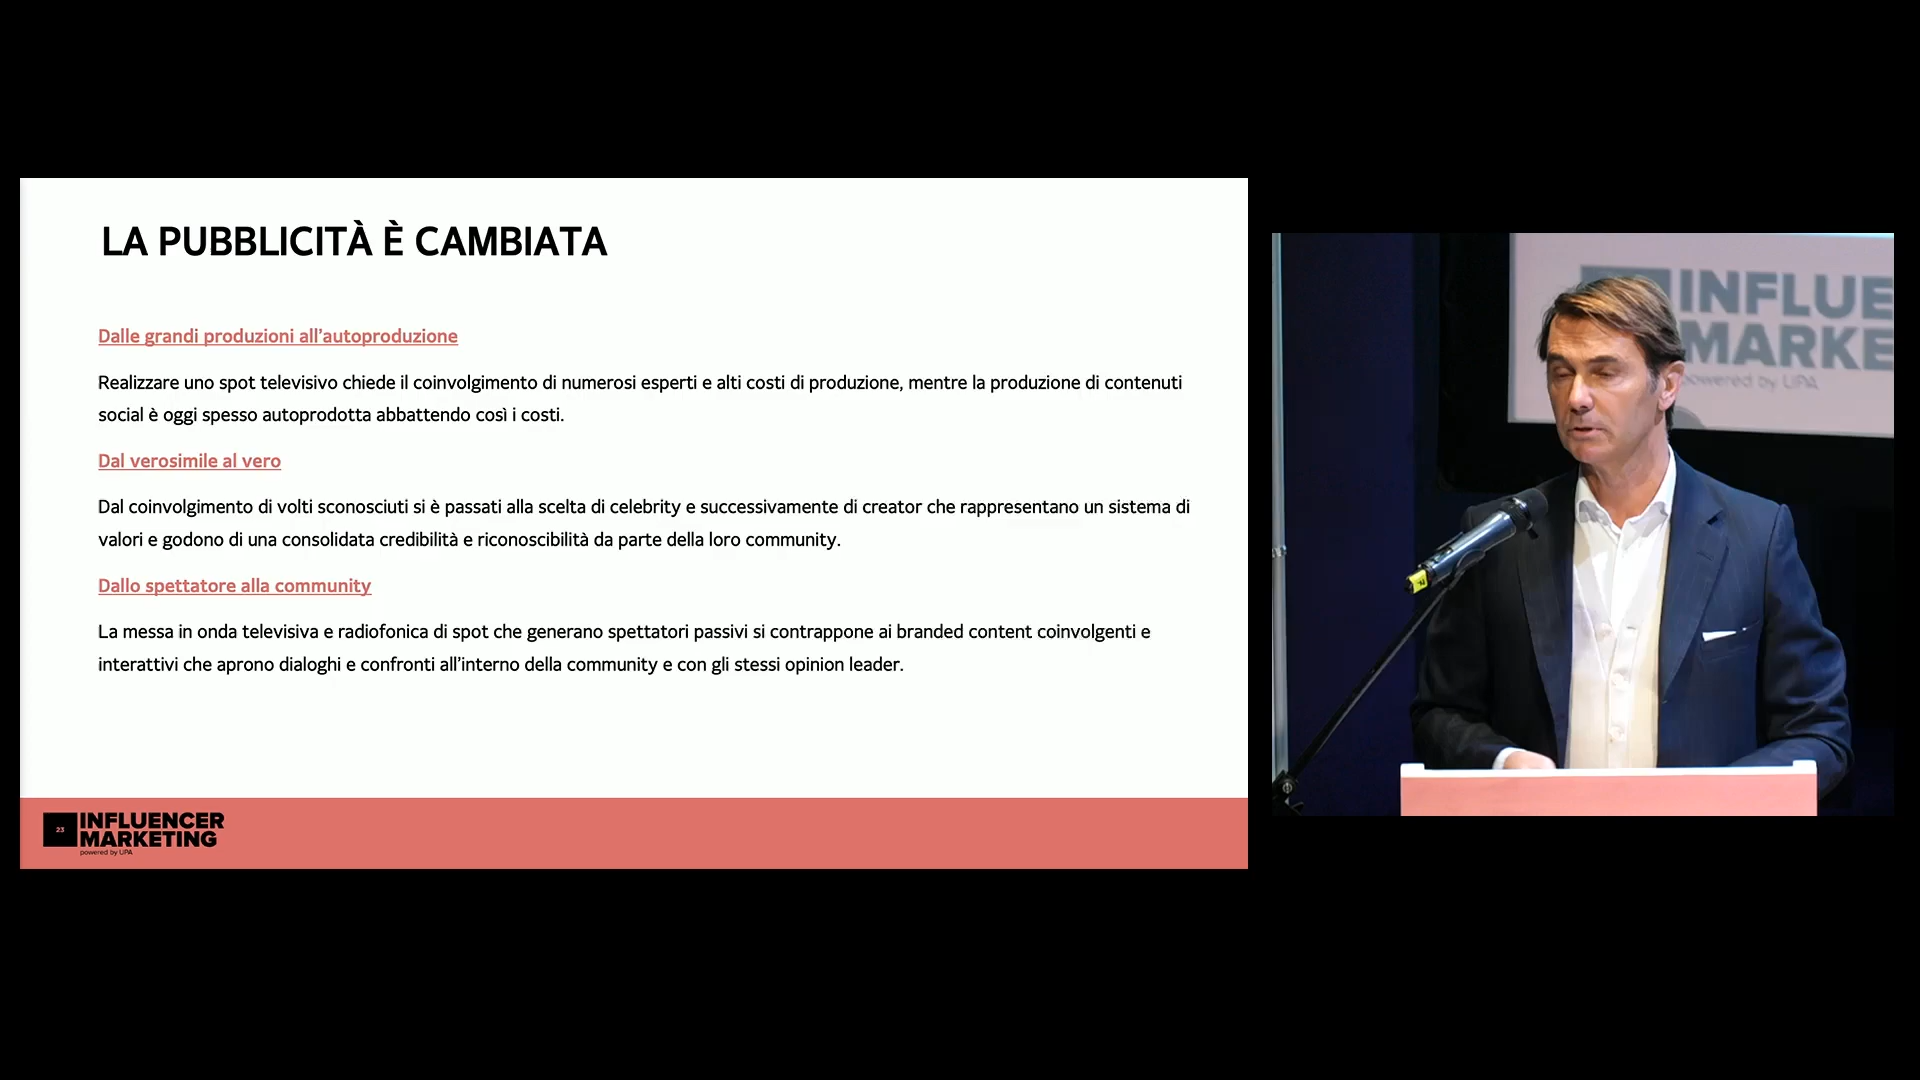 LA PUBBLICITÀ È CAMBIATA
Dalle grandi produzioni all’autoproduzione
Realizzare uno spot televisivo chiede il coinvolgimento di numerosi esperti e alti costi di produzione, mentre la produzione di contenuti
social è oggi spesso autoprodotta abbattendo così i costi.
Dal verosimile al vero
Dal coinvolgimento di volti sconosciuti si è passati alla scelta di celebrity e successivamente di creator che rappresentano un sistema di
valori e godono di una consolidata credibilità e riconoscibilità da parte della loro community.
Dallo spettatore alla community
La messa in onda televisiva e radiofonica di spot che generano spettatori passivi si contrappone ai branded content coinvolgenti e
interattivi che aprono dialoghi e confronti all’interno della community e con gli stessi opinion leader.
23
INFLUENCER
MARKETING
powered by UPA
INFLUE
MARKE
powered by UPA